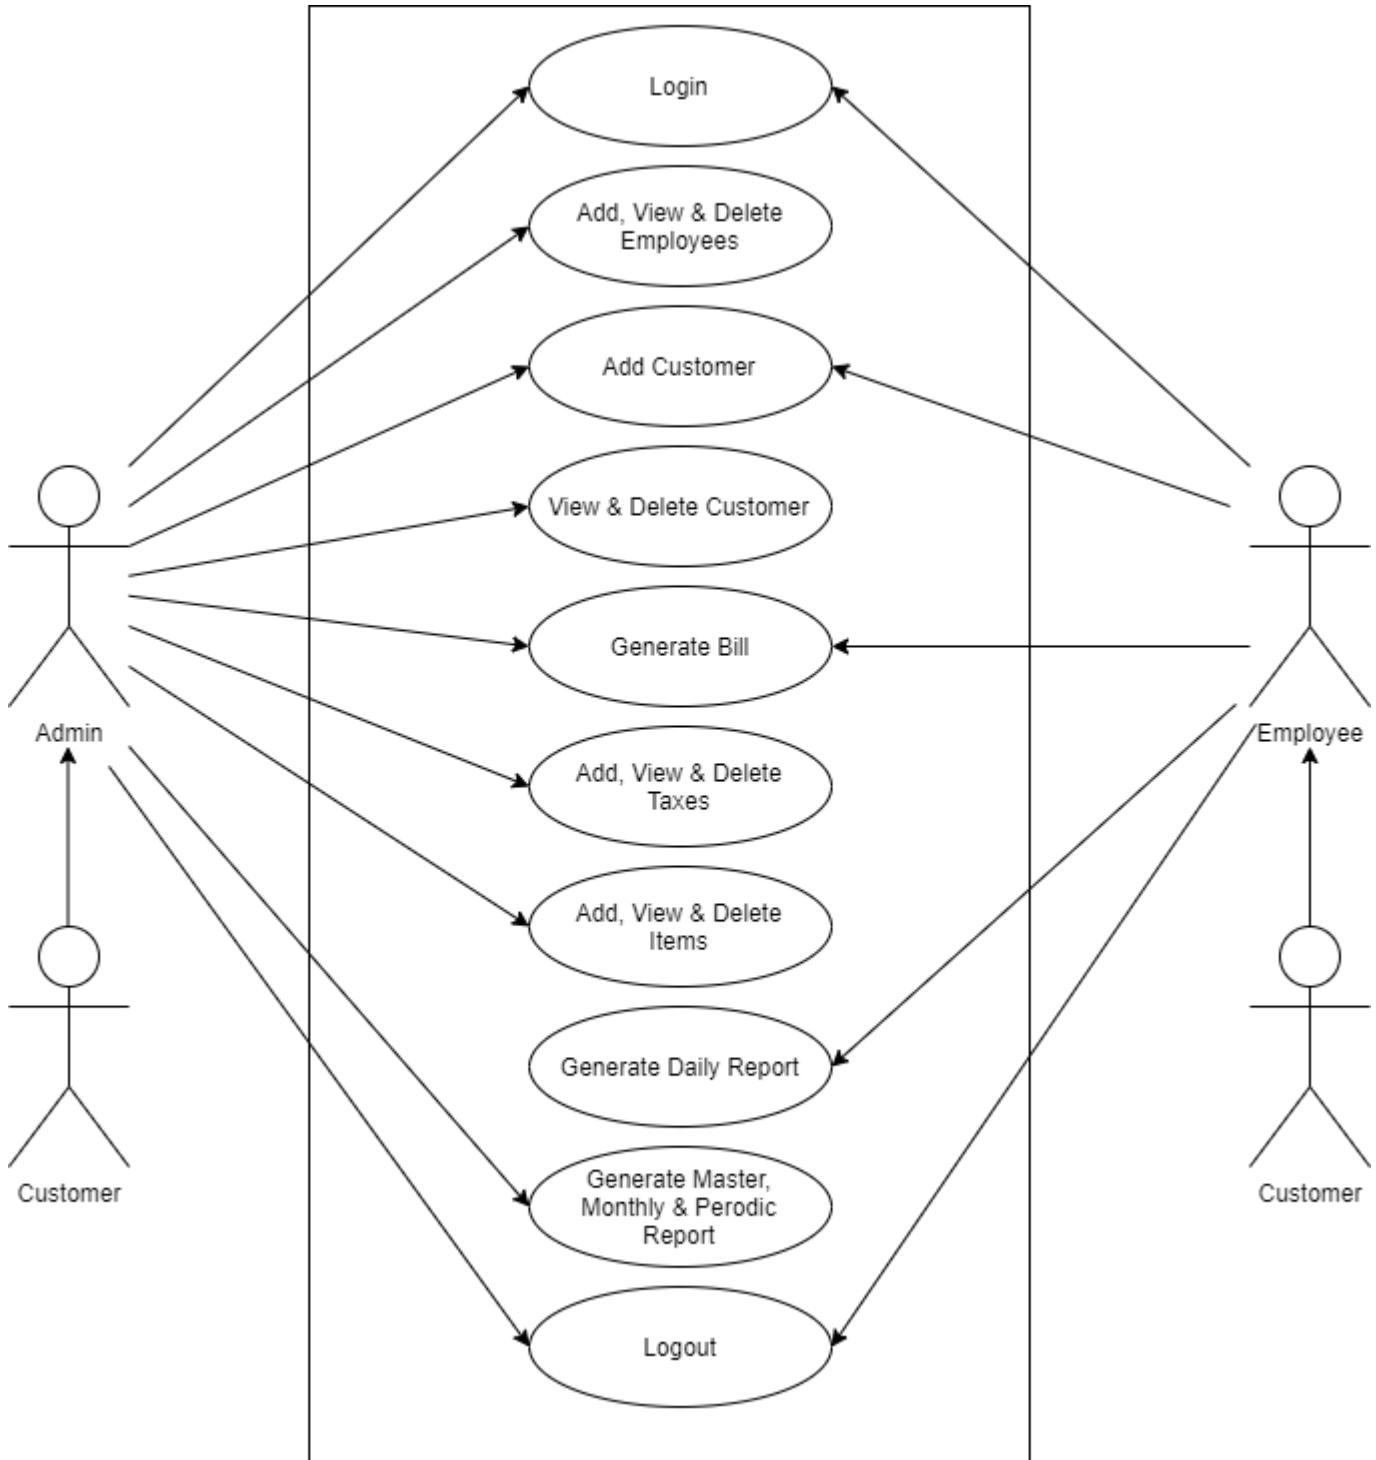 Login
Add, View & Delete
Employees
Add Customer
View & Delete Customer
Generate Bill
Admin
Employee
Add, View & Delete
Taxes
Add, View & Delete
Items
Generate Daily Report
Customer
Generate Master,
Monthly & Perodic
Report
Customer
Logout